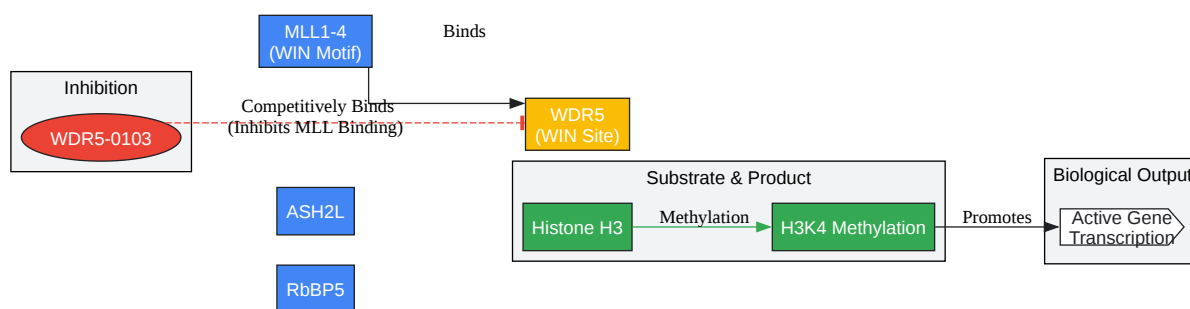 MLL1-4
(WIN Motif)
Binds
Inhibition
WDR5-0103
Competitively Binds
(Inhibits MLL Binding)
WDR5
(WIN Site)
Substrate & Product
Histone H3
Methylation
H3K4 Methylation
Promotes
Biological Output
Active Gene
Transcription
ASH2L
RbBP5